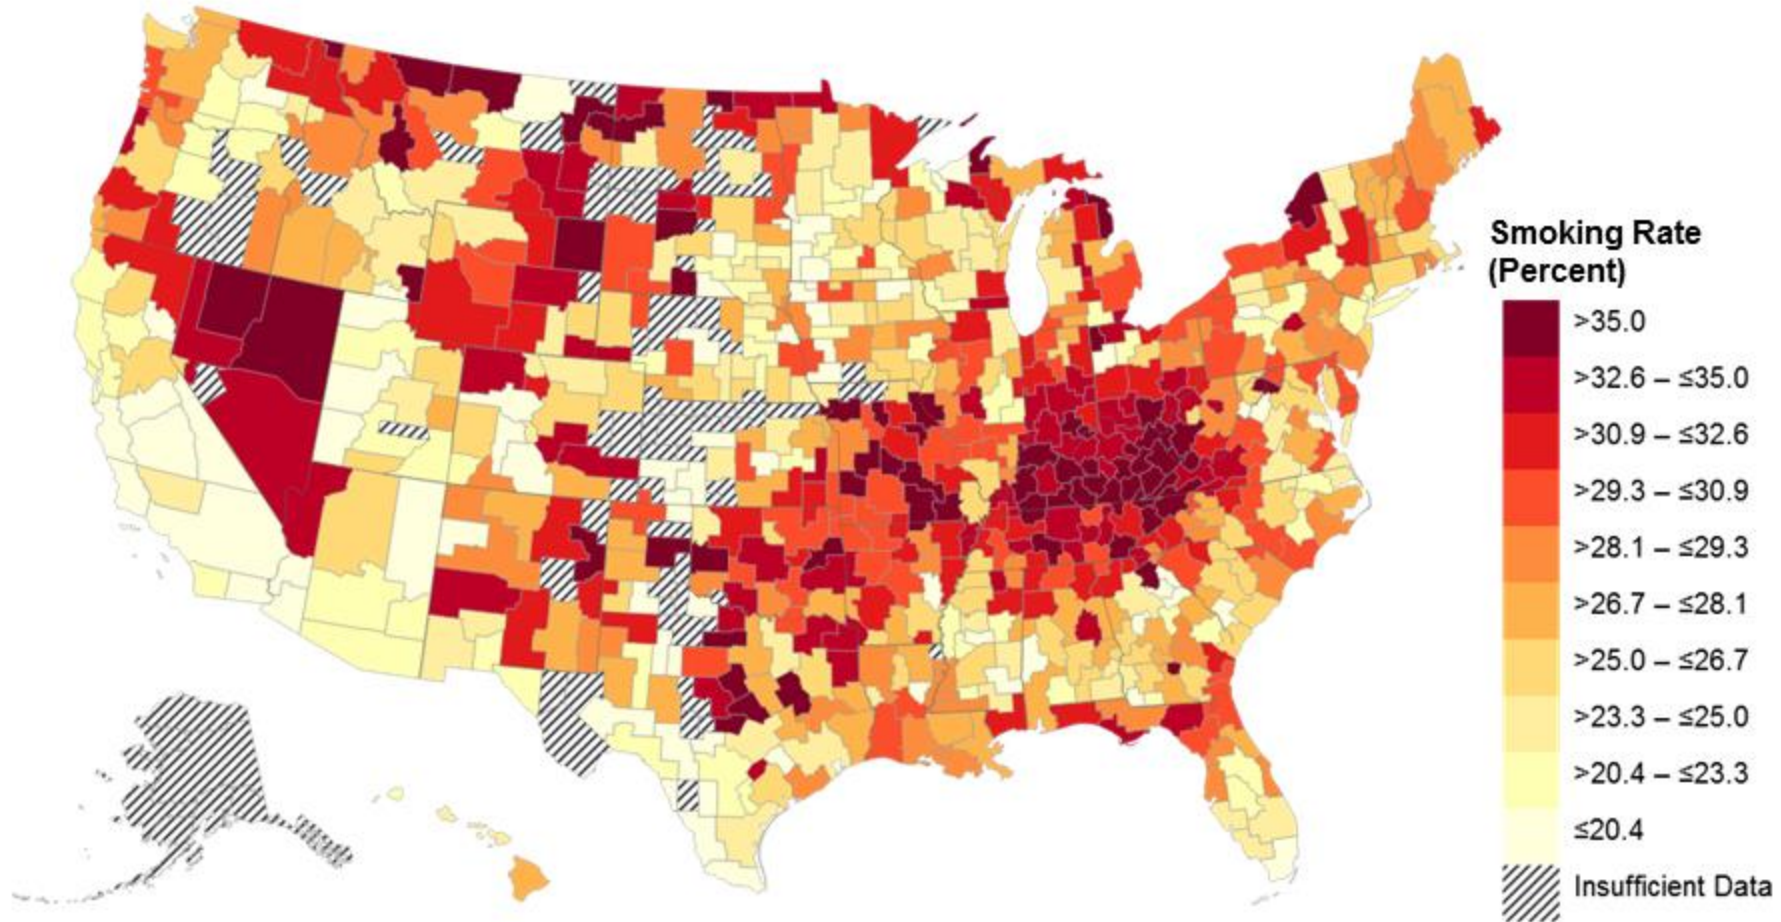 Smoking Rate
(Percent)
>35.0
>32.6 – ≤35.0
>30.9 – ≤32.6
>29.3 – ≤30.9
>28.1 – ≤29.3
>26.7 – ≤28.1
>25.0 – ≤26.7
>23.3 – ≤25.0
>20.4 – ≤23.3
≤20.4
Insufficient Data